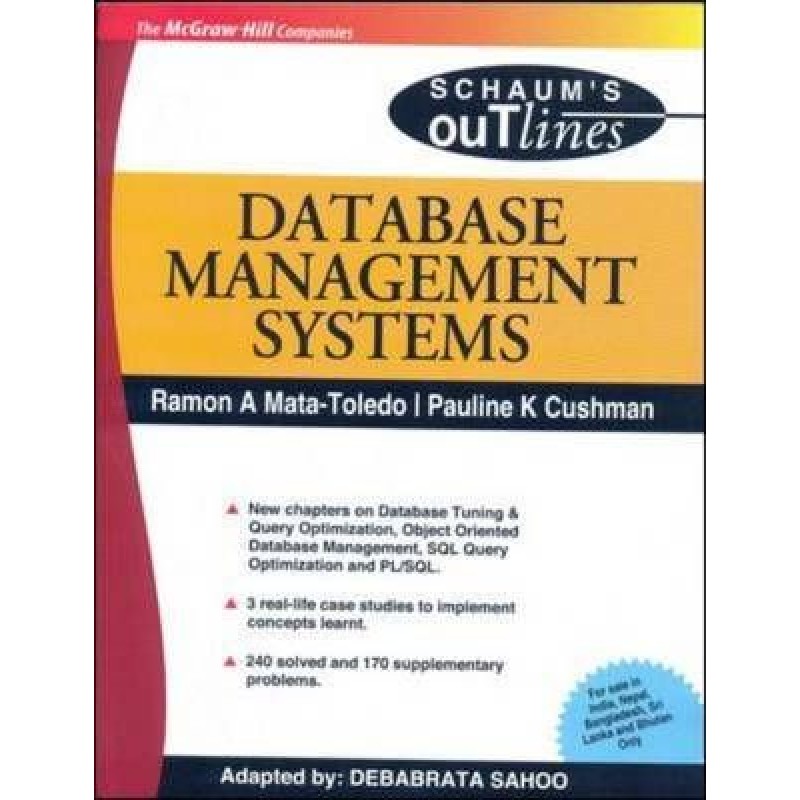 The McGraw Hill Companies
SCHAUM'S
ouTlines
DATABASE
MANAGEMENT
SYSTEMS
Ramon A Mata-Toledo | Pauline K Cushman
New chapters on Database Tuning &
Query Optimization, Object Oriented
Database Management, SQL Query
Optimization and PL/SQL.
3 real-life case studies to implement
concepts learnt.
240 solved and 170 supplementary
problems.
For sale in
India, Nepal,
Bangladesh, Sri
Lanka and Bhutan
Only
Adapted by: DEBABRATA SAHOO